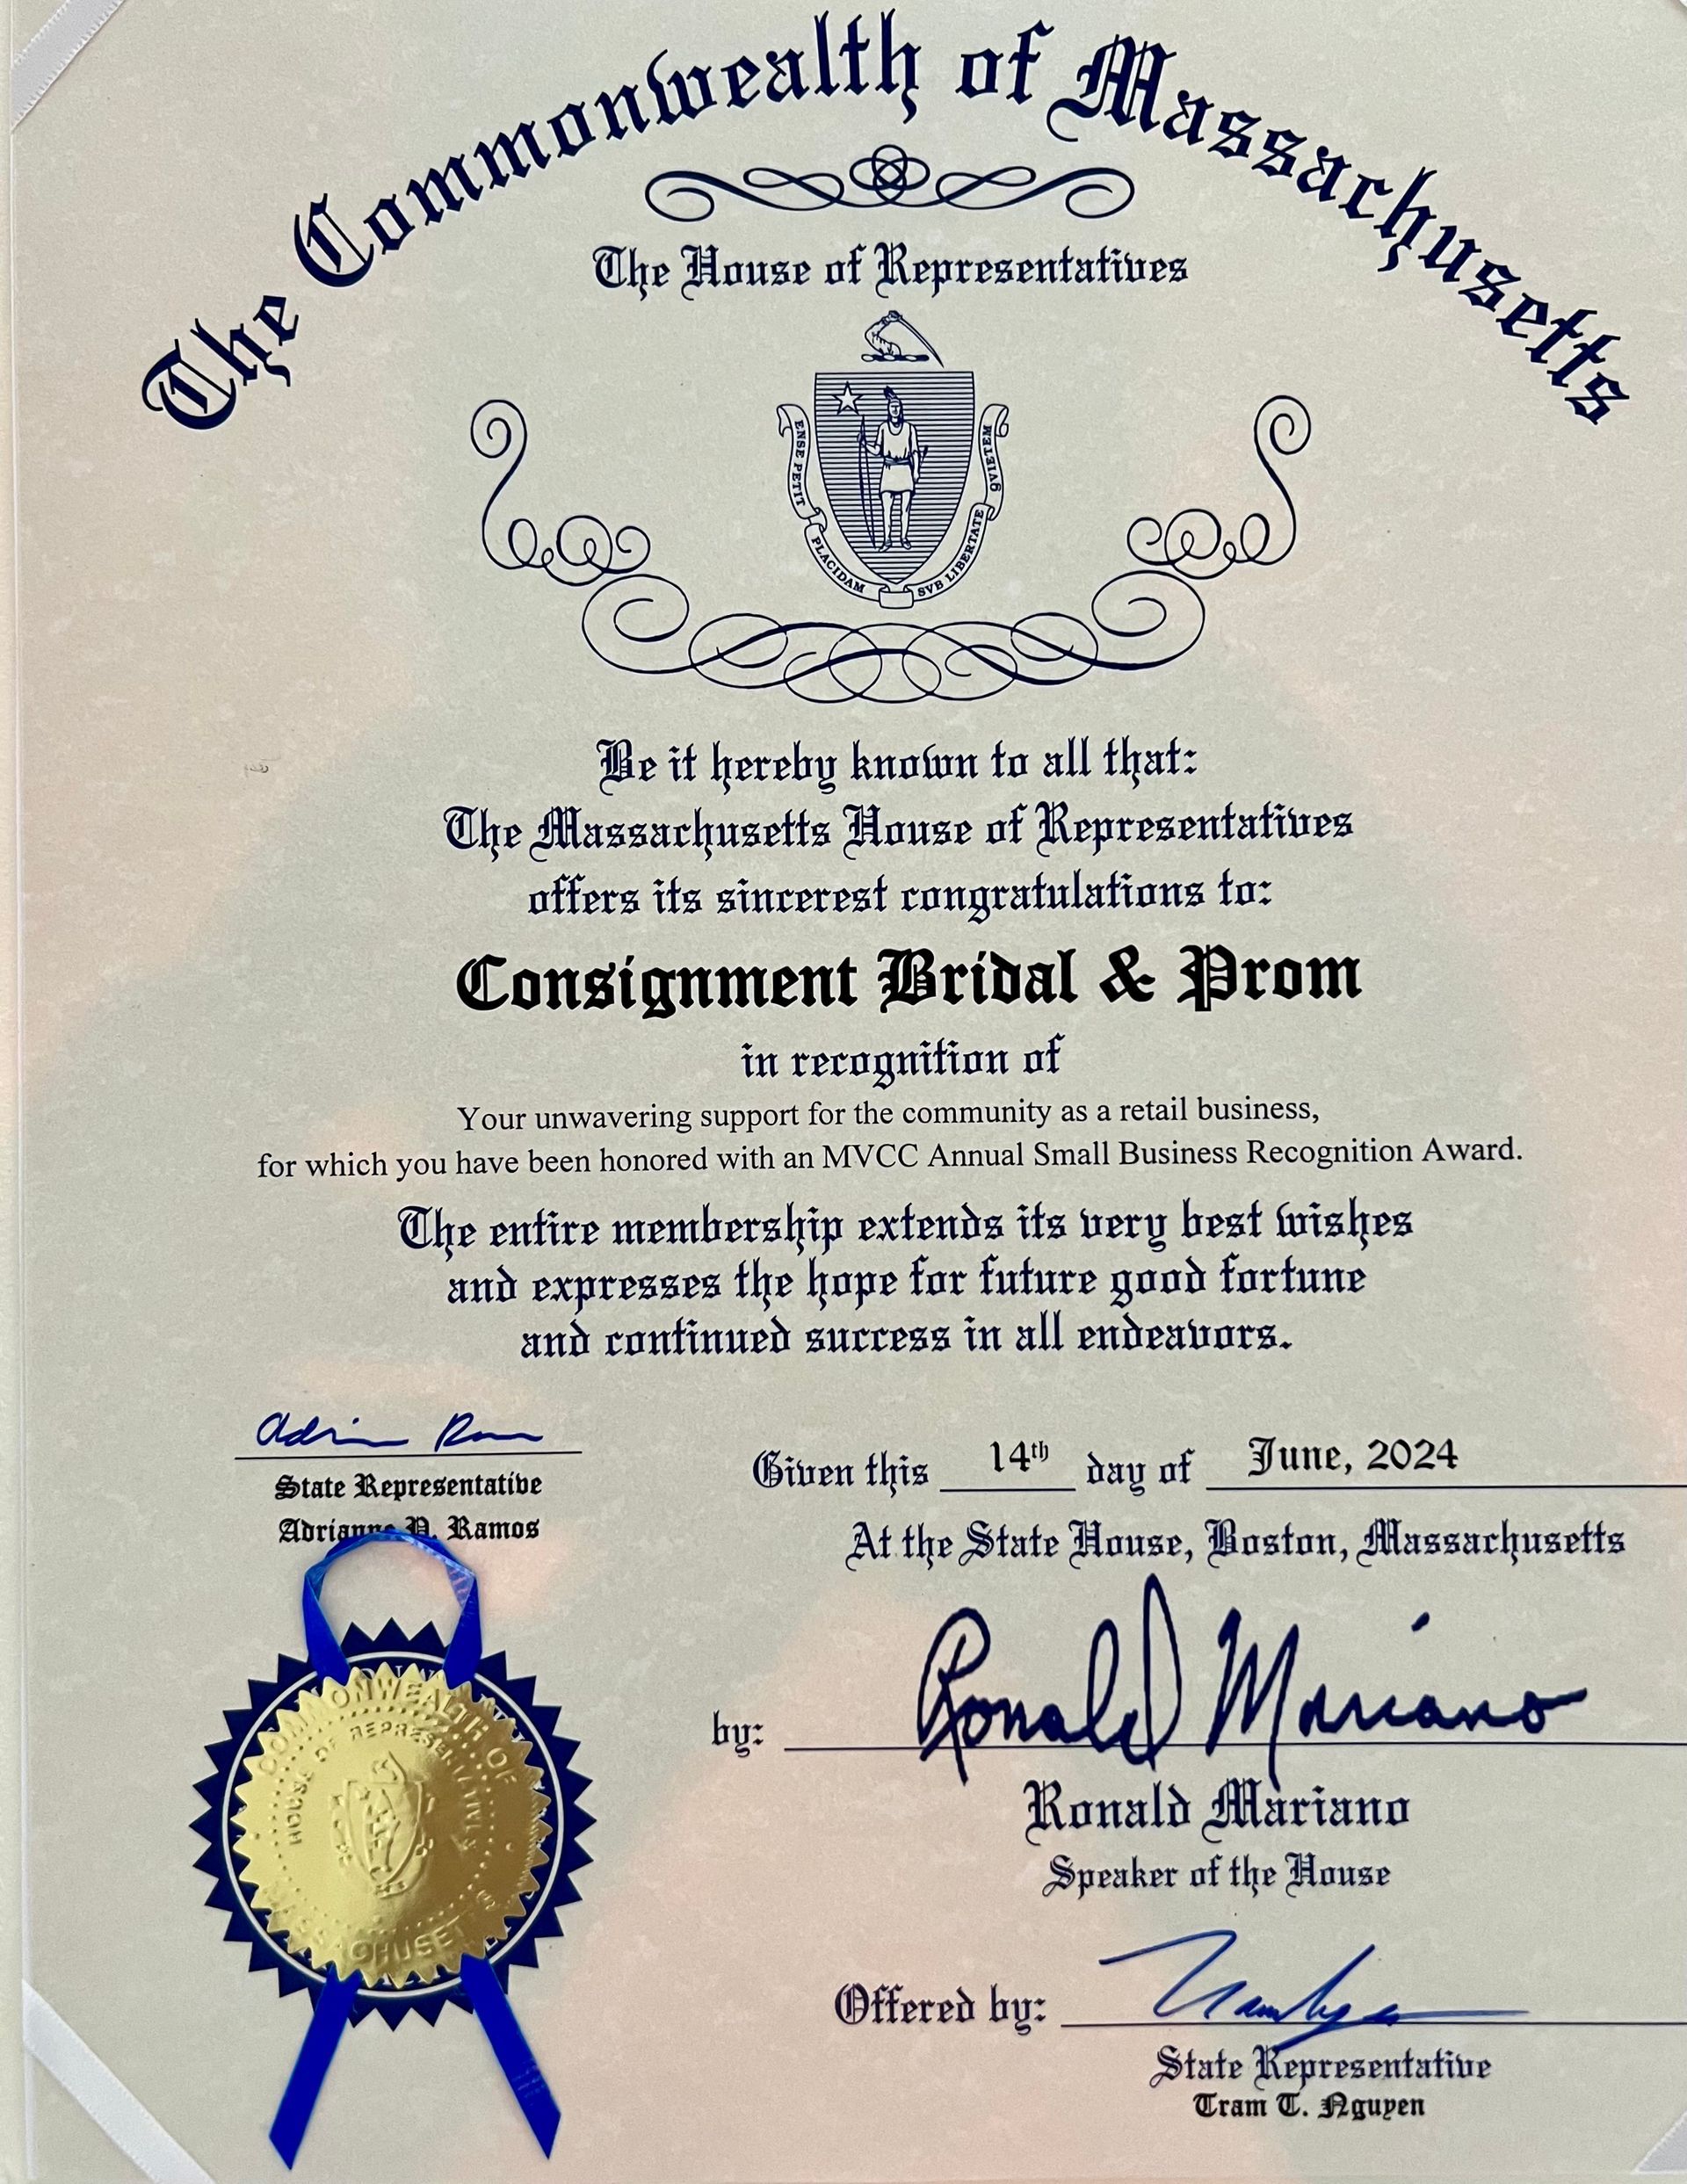 The Commonwealth of Massachusetts
The House of Representatives
ENSE PETIT PLACIDAM SVB LIBERTATE QVIETEM
Be it hereby known to all that:
The Massachusetts House of Representatives
offers its sincerest congratulations to:
Consignment Bridal & Prom
in recognition of
Your unwavering support for the community as a retail business,
for which you have been honored with an MVCC Annual Small Business Recognition Award.
The entire membership extends its very best wishes
and expresses the hope for future good fortune
and continued success in all endeavors.
State Representative
Ramos
Given this 14th day of June, 2024
At the State House, Boston, Massachusetts
by: Ronald Mariano
Ronald Mariano
Speaker of the House
Offered by:
State Representative
Tram T. Nguyen
HOUSE OF REPRESENTATIVES